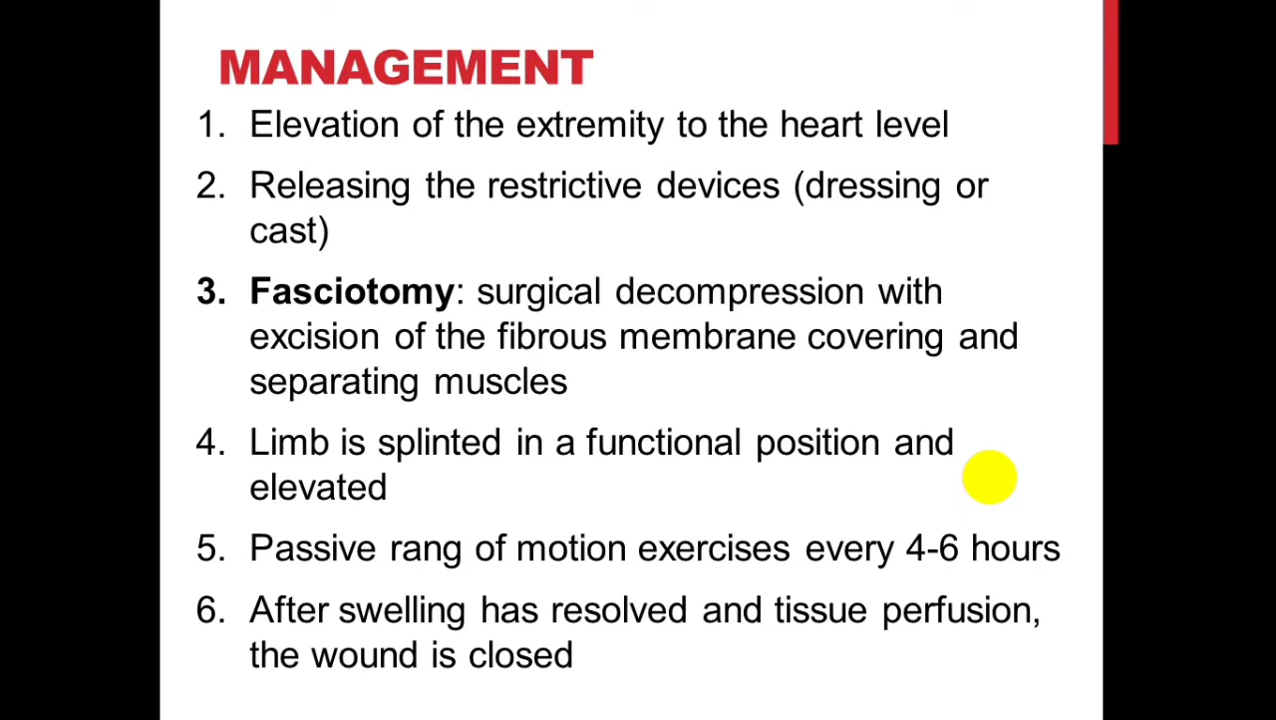 MANAGEMENT
1. Elevation of the extremity to the heart level
2. Releasing the restrictive devices (dressing or
cast)
3. Fasciotomy: surgical decompression with
excision of the fibrous membrane covering and
separating muscles
4. Limb is splinted in a functional position and
elevated
5. Passive rang of motion exercises every 4-6 hours
6. After swelling has resolved and tissue perfusion,
the wound is closed